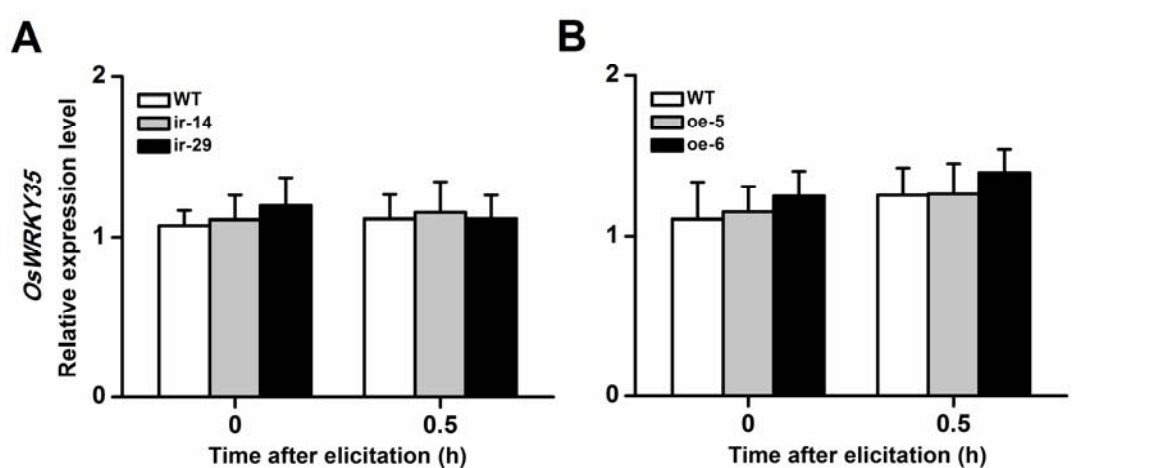 A
OsWRKY35
Relative expression level
2
1
0
WT
ir-14
ir-29
0
0.5
Time after elicitation (h)
B
2
1
0
WT
oe-5
oe-6
0
0.5
Time after elicitation (h)